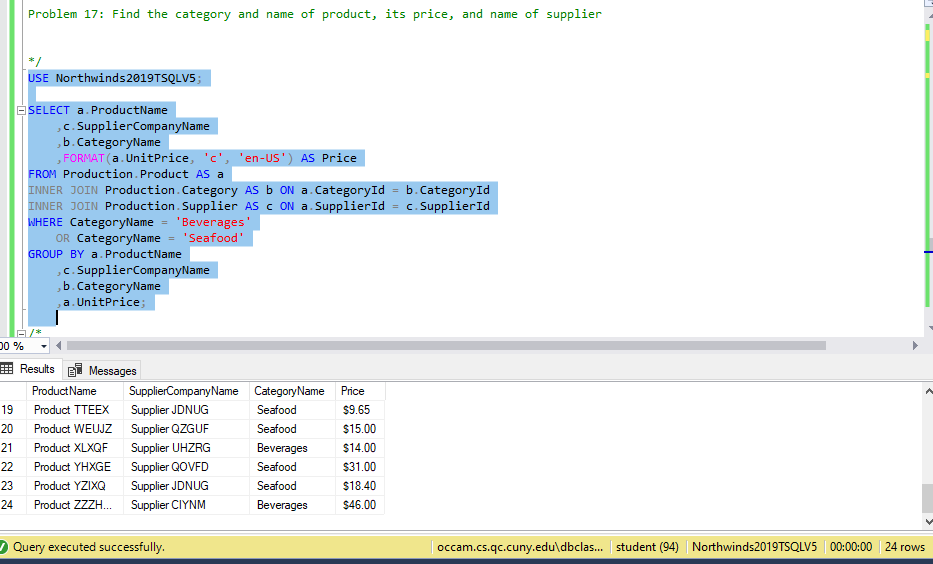 Problem 17: Find the category and name of product, its price, and name of supplier
*/
USE Northwinds2019TSQLV5;
SELECT a.ProductName
,c.SupplierCompanyName
,b.CategoryName
,FORMAT(a.UnitPrice, 'c', 'en-US') AS Price
FROM Production.Product AS a
INNER JOIN Production.Category AS b ON a.CategoryId = b.CategoryId
INNER JOIN Production.Supplier AS c ON a.SupplierId = c.SupplierId
WHERE CategoryName = 'Beverages'
OR CategoryName = 'Seafood'
GROUP BY a.ProductName
,c.SupplierCompanyName
,b.CategoryName
,a.UnitPrice;
/*
00 %
Results Messages
ProductName SupplierCompanyName CategoryName Price
19 Product TTEEX Supplier JDNUG Seafood $9.65
20 Product WEUJZ Supplier QZGUF Seafood $15.00
21 Product XLXQF Supplier UHZRG Beverages $14.00
22 Product YHXGE Supplier QOVFD Seafood $31.00
23 Product YZIXQ Supplier JDNUG Seafood $18.40
24 Product ZZZH... Supplier CIYNM Beverages $46.00
Query executed successfully. occam.cs.qc.cuny.edu\dbclas... student (94) Northwinds2019TSQLV5 00:00:00 24 rows